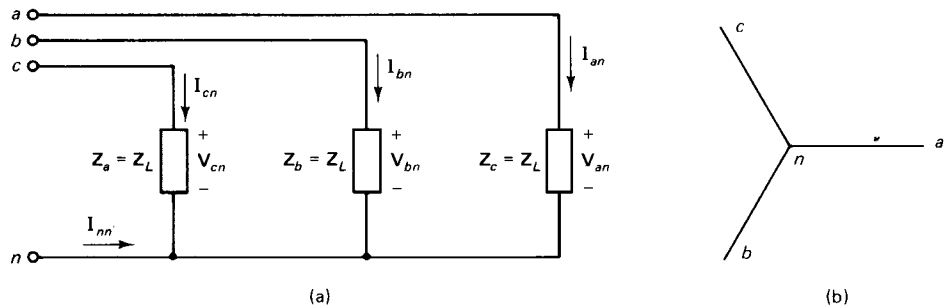 a
b
c
I_cn
I_bn
I_an
Z_a = Z_L
+
V_cn
−
Z_b = Z_L
+
V_bn
−
Z_c = Z_L
+
V_an
−
I_nn'
n
(a)
c
n
a
b
(b)